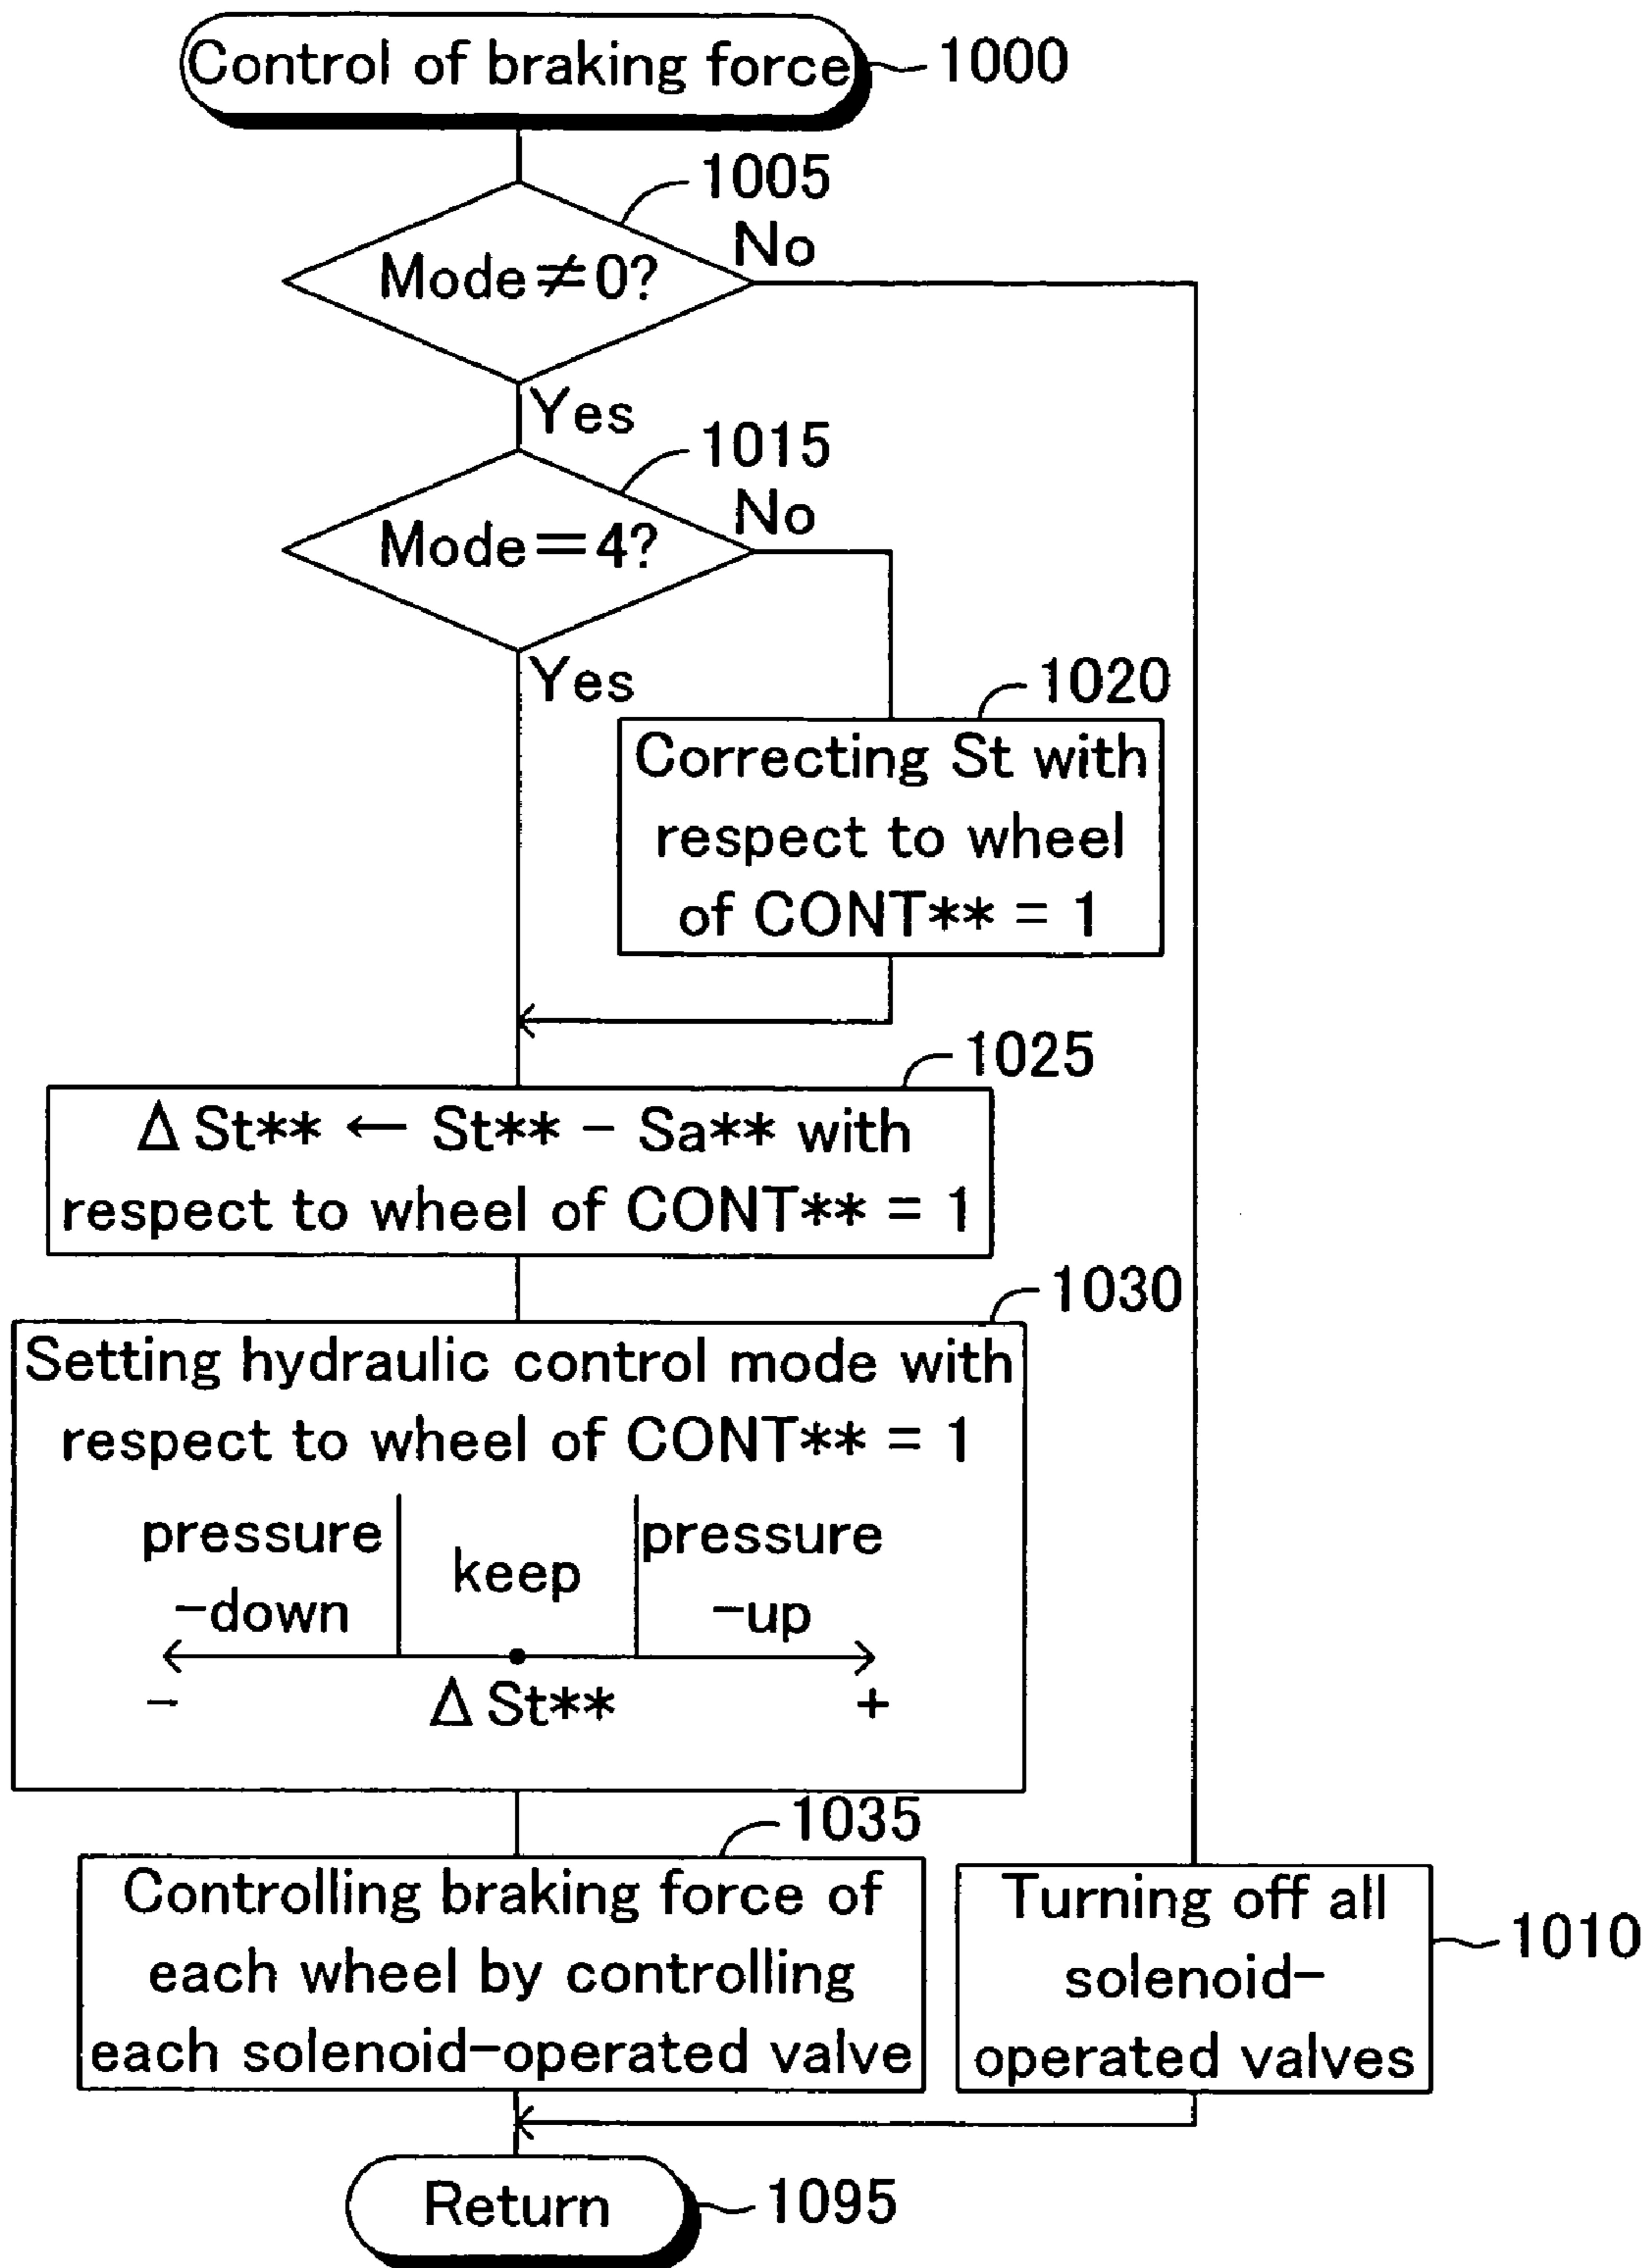 Control of braking force
1000
1005
Mode≠0?
No
Yes
1015
Mode=4?
No
Yes
1020
Correcting St with
respect to wheel
of CONT** = 1
1025
Δ St** ← St** - Sa** with
respect to wheel of CONT** = 1
1030
Setting hydraulic control mode with
respect to wheel of CONT** = 1
pressure
-down
keep
pressure
-up
-
Δ St**
+
1035
Controlling braking force of
each wheel by controlling
each solenoid-operated valve
Turning off all
solenoid-
operated valves
1010
Return
1095